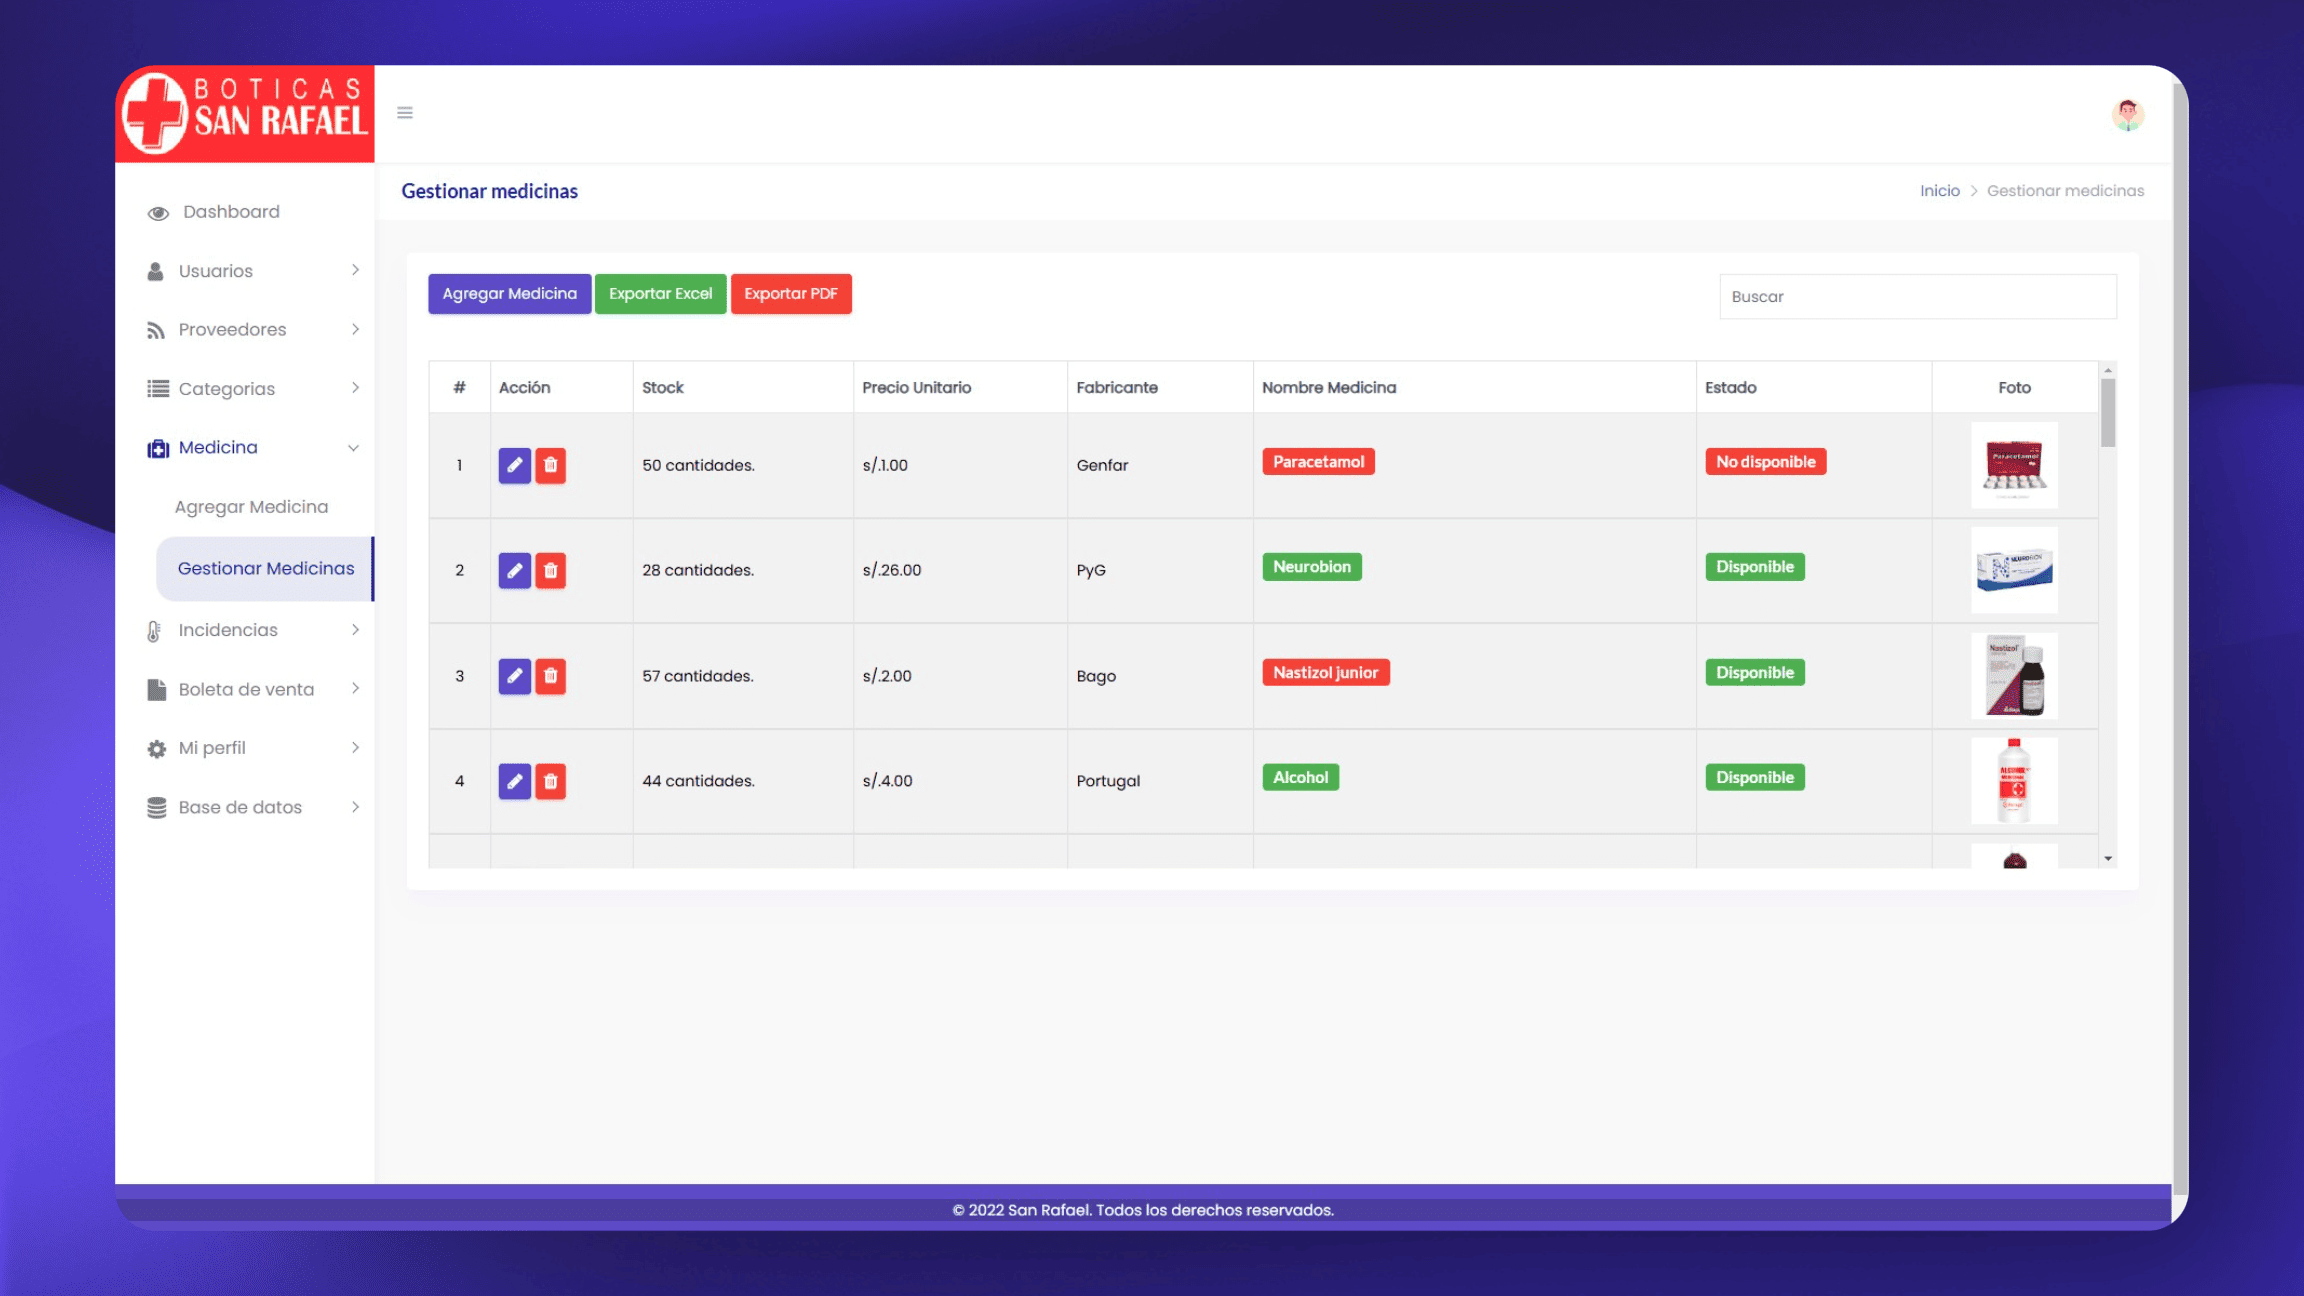 BOTICAS
SAN RAFAEL
Gestionar medicinas
Inicio > Gestionar medicinas
Dashboard
Usuarios
Proveedores
Categorias
Medicina
Agregar Medicina
Gestionar Medicinas
Incidencias
Boleta de venta
Mi perfil
Base de datos
Agregar Medicina Exportar Excel Exportar PDF
Buscar
# Acción Stock Precio Unitario Fabricante Nombre Medicina Estado Foto
1 50 cantidades. s/.1.00 Genfar Paracetamol No disponible Paracetamol
2 28 cantidades. s/.26.00 PyG Neurobion Disponible NEUROBION
3 57 cantidades. s/.2.00 Bago Nastizol junior Disponible Nastizol
4 44 cantidades. s/.4.00 Portugal Alcohol Disponible ALCOHOL
© 2022 San Rafael. Todos los derechos reservados.